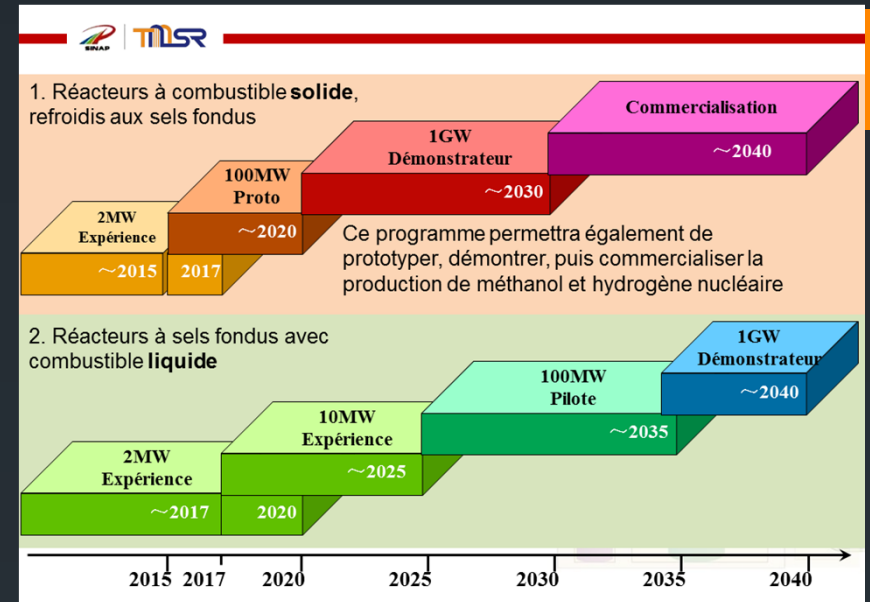 SINAP TMSR
1. Réacteurs à combustible solide,
refroidis aux sels fondus
Commercialisation
~2040
1GW
Démonstrateur
~2030
100MW
Proto
~2020
2MW
Expérience
~2015 2017
Ce programme permettra également de
prototyper, démontrer, puis commercialiser la
production de méthanol et hydrogène nucléaire
2. Réacteurs à sels fondus avec
combustible liquide
1GW
Démonstrateur
~2040
100MW
Pilote
~2035
10MW
Expérience
~2025
2MW
Expérience
~2017 2020
2015 2017 2020 2025 2030 2035 2040